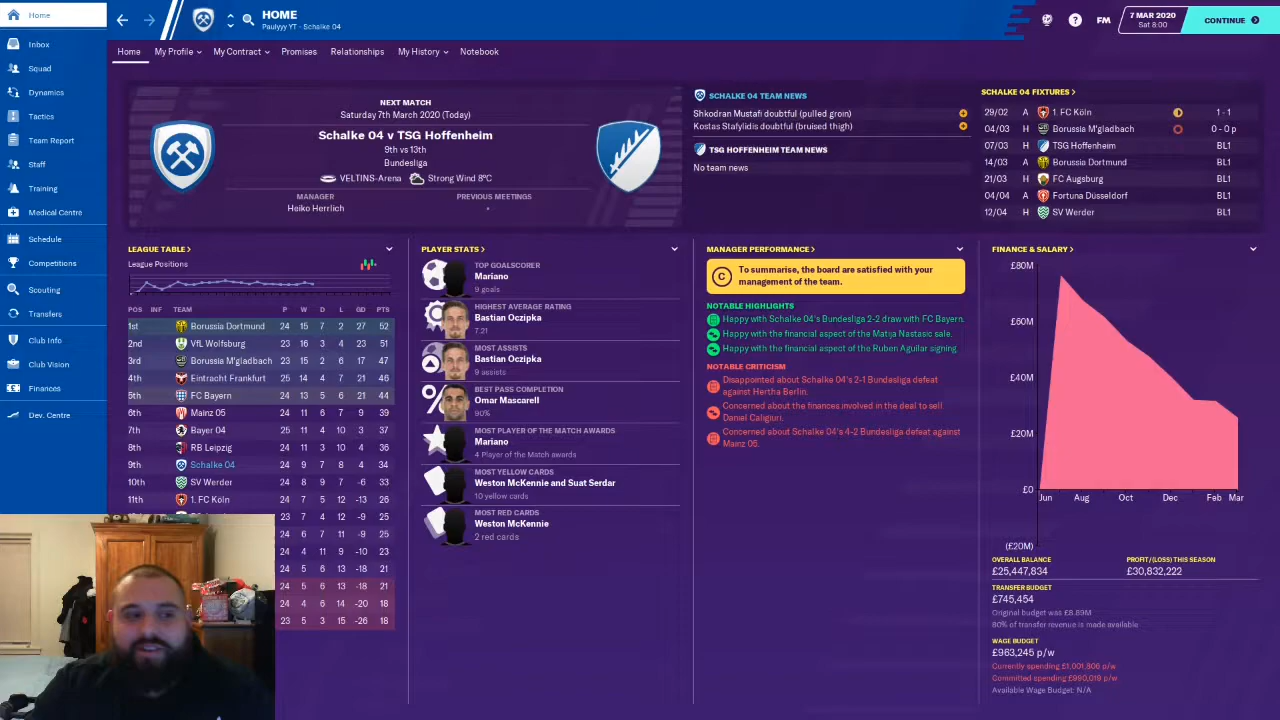 Home
HOME
Paulyyy YT - Schalke 04
?
FM
7 MAR 2020
Sat 8:00
CONTINUE
Inbox
Squad
Dynamics
Tactics
Team Report
Staff
Training
Medical Centre
Schedule
Competitions
Scouting
Transfers
Club Info
Club Vision
Finances
Dev. Centre
Home My Profile My Contract Promises Relationships My History Notebook
NEXT MATCH
Saturday 7th March 2020 (Today)
Schalke 04 v TSG Hoffenheim
9th vs 13th
Bundesliga
VELTINS-Arena Strong Wind 8ºC
MANAGER PREVIOUS MEETINGS
Heiko Herrlich -
SCHALKE 04 TEAM NEWS
Shkodran Mustafi doubtful (pulled groin)
Kostas Stafylidis doubtful (bruised thigh)
TSG HOFFENHEIM TEAM NEWS
No team news
SCHALKE 04 FIXTURES >
29/02 A 1. FC Köln 1 - 1
04/03 H Borussia M'gladbach 0 - 0 p
07/03 H TSG Hoffenheim BL1
14/03 A Borussia Dortmund BL1
21/03 H FC Augsburg BL1
04/04 A Fortuna Düsseldorf BL1
12/04 H SV Werder BL1
LEAGUE TABLE >
League Positions
POS INF TEAM P W D L GD PTS
1st Borussia Dortmund 24 15 7 2 27 52
2nd VfL Wolfsburg 23 16 3 4 23 51
3rd Borussia M'gladbach 23 15 2 6 17 47
4th Eintracht Frankfurt 25 14 4 7 21 46
5th FC Bayern 24 13 5 6 21 44
6th Mainz 05 24 11 6 7 9 39
7th Bayer 04 25 11 4 10 3 37
8th RB Leipzig 24 11 3 10 4 36
9th Schalke 04 24 9 7 8 4 34
10th SV Werder 24 8 9 7 -6 33
11th 1. FC Köln 24 7 5 12 -13 26
23 7 4 12 -9 25
24 6 7 11 -9 25
24 5 8 11 -10 23
24 5 6 13 -18 21
24 5 6 13 -18 21
24 4 6 14 -20 18
23 5 3 15 -26 18
PLAYER STATS >
TOP GOALSCORER
Mariano
9 goals
HIGHEST AVERAGE RATING
Bastian Oczipka
7.21
MOST ASSISTS
Bastian Oczipka
9 assists
BEST PASS COMPLETION
Omar Mascarell
90%
MOST PLAYER OF THE MATCH AWARDS
Mariano
4 Player of the Match awards
MOST YELLOW CARDS
Weston McKennie and Suat Serdar
10 yellow cards
MOST RED CARDS
Weston McKennie
2 red cards
MANAGER PERFORMANCE >
C
To summarise, the board are satisfied with your
management of the team.
NOTABLE HIGHLIGHTS
Happy with Schalke 04's Bundesliga 2-2 draw with FC Bayern.
Happy with the financial aspect of the Matija Nastasic sale.
Happy with the financial aspect of the Ruben Aguilar signing.
NOTABLE CRITICISM
Disappointed about Schalke 04's 2-1 Bundesliga defeat
against Hertha Berlin.
Concerned about the finances involved in the deal to sell
Daniel Caligiuri.
Concerned about Schalke 04's 4-2 Bundesliga defeat against
Mainz 05.
FINANCE & SALARY >
£80M
£60M
£40M
£20M
£0
Jun Aug Oct Dec Feb Mar
(£20M)
OVERALL BALANCE PROFIT/(LOSS) THIS SEASON
£25,447,834 £30,832,222
TRANSFER BUDGET
£745,454
Original budget was £8.89M
80% of transfer revenue is made available
WAGE BUDGET
£963,245 p/w
Currently spending £1,001,806 p/w
Committed spending £990,019 p/w
Available Wage Budget: N/A